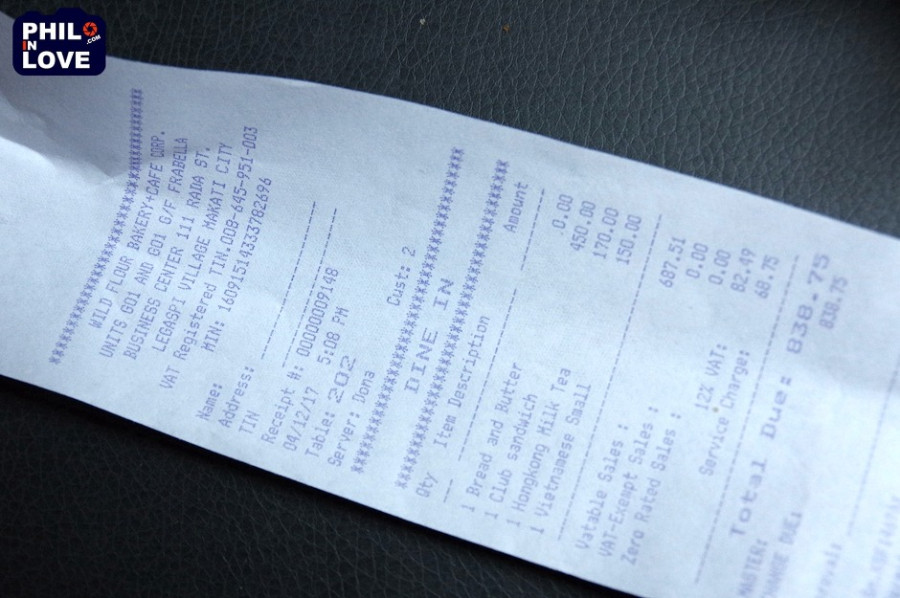 PHIL
IN
.COM
LOVE
************************************
WILD FLOUR BAKERY+CAFE CORP.
UNITS G01 AND G01 G/F FRABELLA
BUSINESS CENTER 111 RADA ST.
LEGASPI VILLAGE MAKATI CITY
VAT Registered TIN.008-645-951-003
MIN: 16091514333782696
Name:
Address:
TIN
Receipt #: 00000009148
04/12/17 5:08 PM
Table: 202
Server: Dona Cust: 2
************************************
DINE IN
************************************
Qty Item Description Amount
1 Bread and Butter 0.00
1 Club sandwich 450.00
1 Hongkong Milk Tea 170.00
1 Vietnamese Small 150.00
Vatable Sales : 687.51
VAT-Exempt Sales : 0.00
Zero Rated Sales : 0.00
12% VAT: 82.49
Service Charge: 68.75
Total Due: 838.75
MASTER: 838.75
CHANGE DUE: